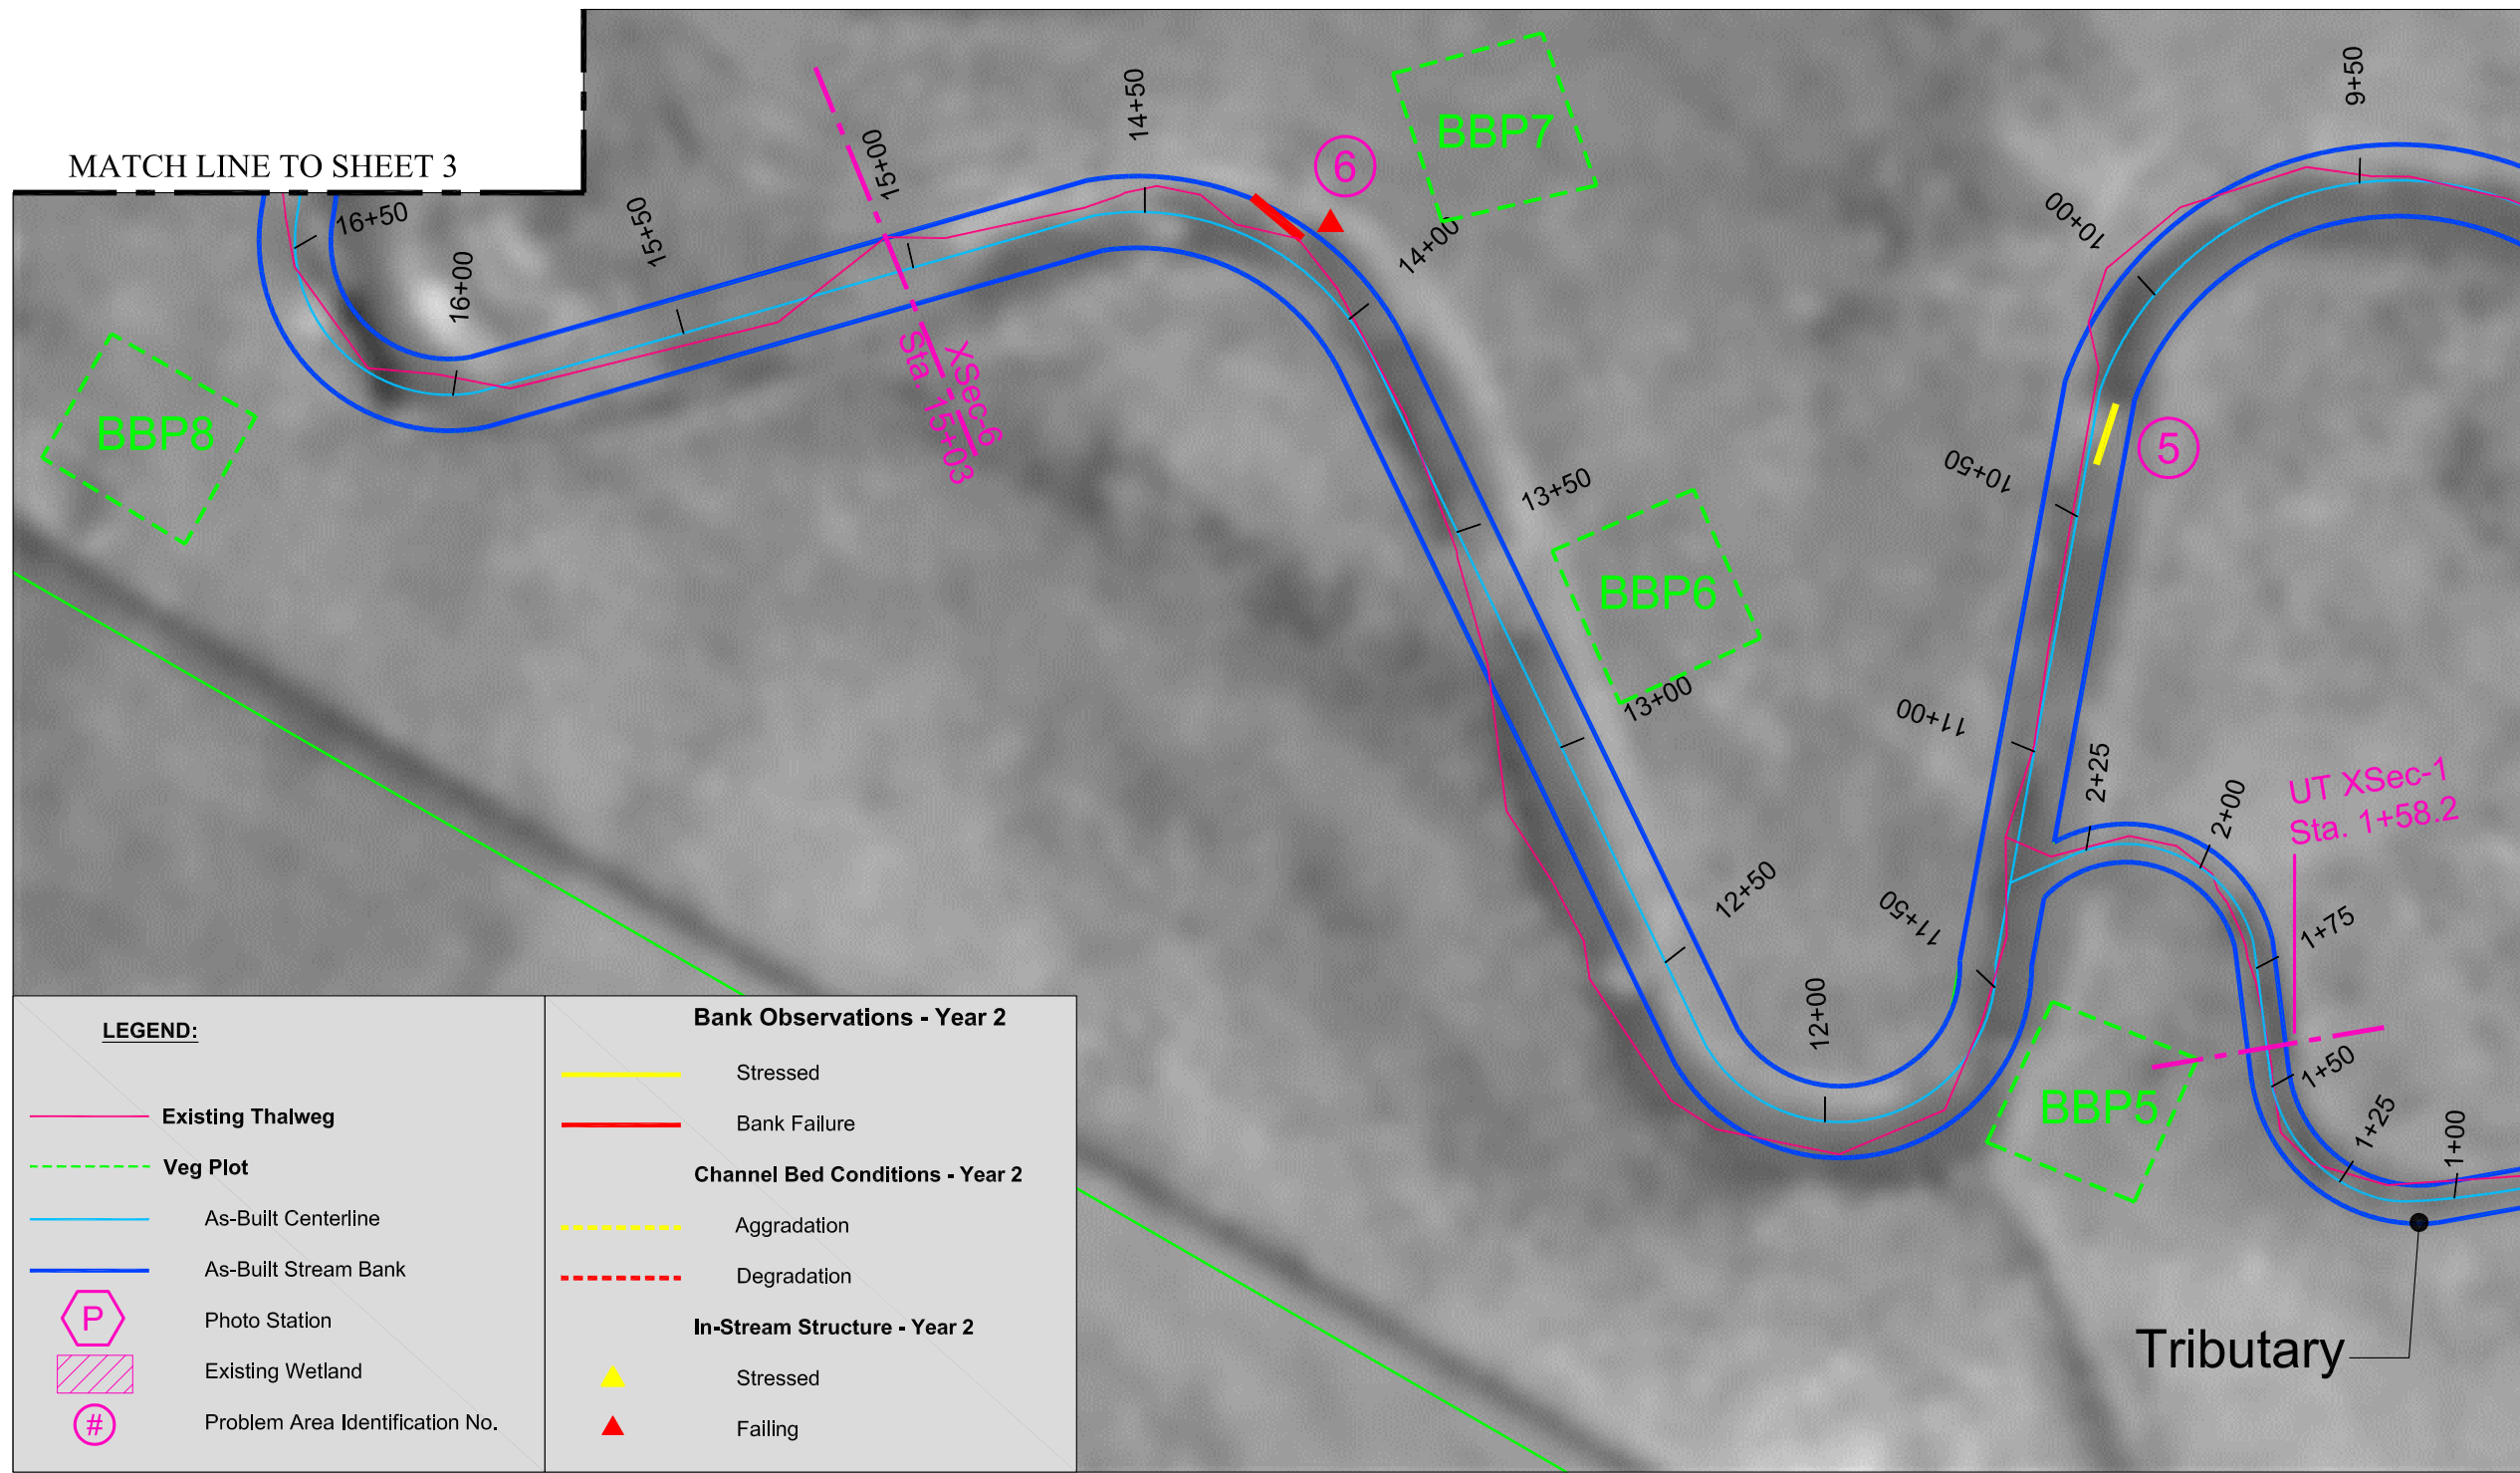 MATCH LINE TO SHEET 3
16+50
16+00
15+50
15+00
14+50
14+00
13+50
13+00
12+50
12+00
11+50
11+00
10+50
10+00
9+50
6
5
BBP7
BBP8
BBP6
BBP5
XSec-6
Sta. 15+03
2+25
2+00
1+75
1+50
1+25
1+00
UT XSec-1
Sta. 1+58.2
Tributary
LEGEND:
Existing Thalweg
Veg Plot
As-Built Centerline
As-Built Stream Bank
P
Photo Station
Existing Wetland
#
Problem Area Identification No.
Bank Observations - Year 2
Stressed
Bank Failure
Channel Bed Conditions - Year 2
Aggradation
Degradation
In-Stream Structure - Year 2
Stressed
Failing